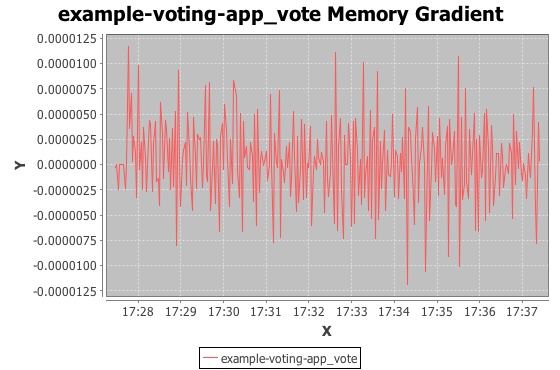 example-voting-app_vote Memory Gradient
0.0000125
0.0000100
0.0000075
0.0000050
0.0000025
0.0000000
-0.0000025
-0.0000050
-0.0000075
-0.0000100
-0.0000125
Y
17:28 17:29 17:30 17:31 17:32 17:33 17:34 17:35 17:36 17:37
X
example-voting-app_vote